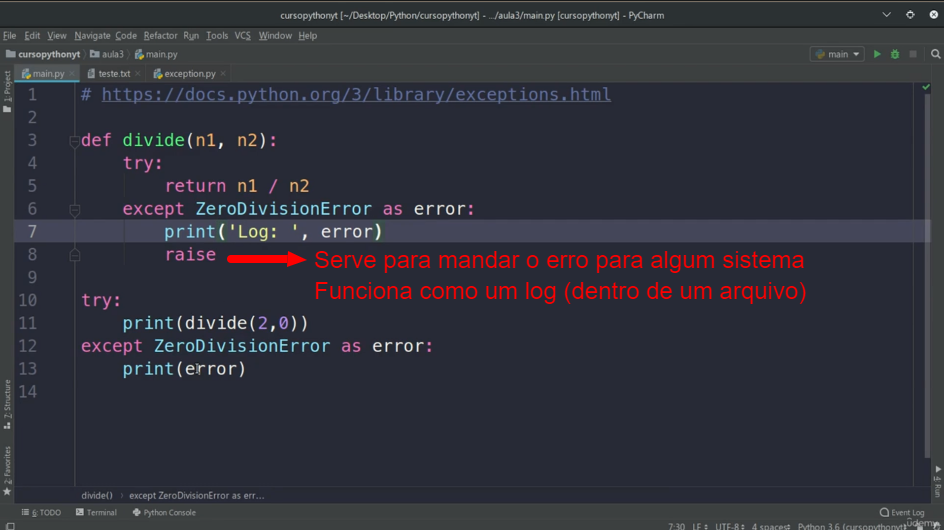 cursopythonyt [~/Desktop/Python/cursopythonyt] - .../aula3/main.py [cursopythonyt] - PyCharm
File Edit View Navigate Code Refactor Run Tools VCS Window Help
cursopythonyt aula3 main.py main
main.py teste.txt exception.py
1: Project
1 # https://docs.python.org/3/library/exceptions.html
2
3 def divide(n1, n2):
4 try:
5 return n1 / n2
6 except ZeroDivisionError as error:
7 print('Log: ', error)
8 raise Serve para mandar o erro para algum sistema
Funciona como um log (dentro de um arquivo)
9
10 try:
11 print(divide(2,0))
12 except ZeroDivisionError as error:
13 print(error)
14
7: Structure
2: Favorites
4: Run
divide() › except ZeroDivisionError as err...
6: TODO Terminal Python Console Event Log
7:30 LF UTF-8 4 spaces Python 3.6 (cursopythonyt)
udemy